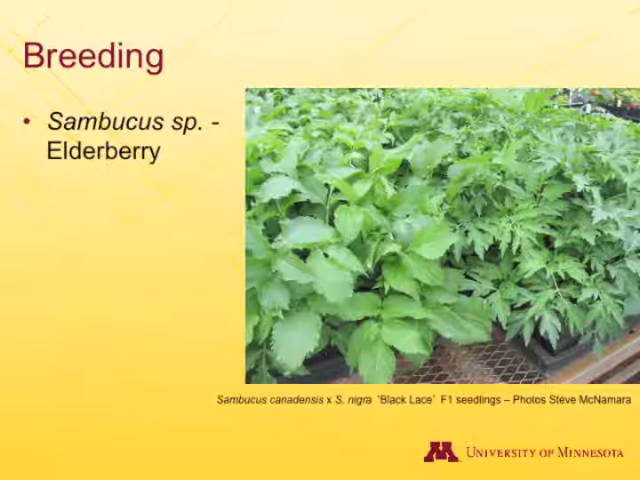 Breeding
• Sambucus sp. -
Elderberry
Sambucus canadensis x S. nigra 'Black Lace' F1 seedlings – Photos Steve McNamara
M University of Minnesota